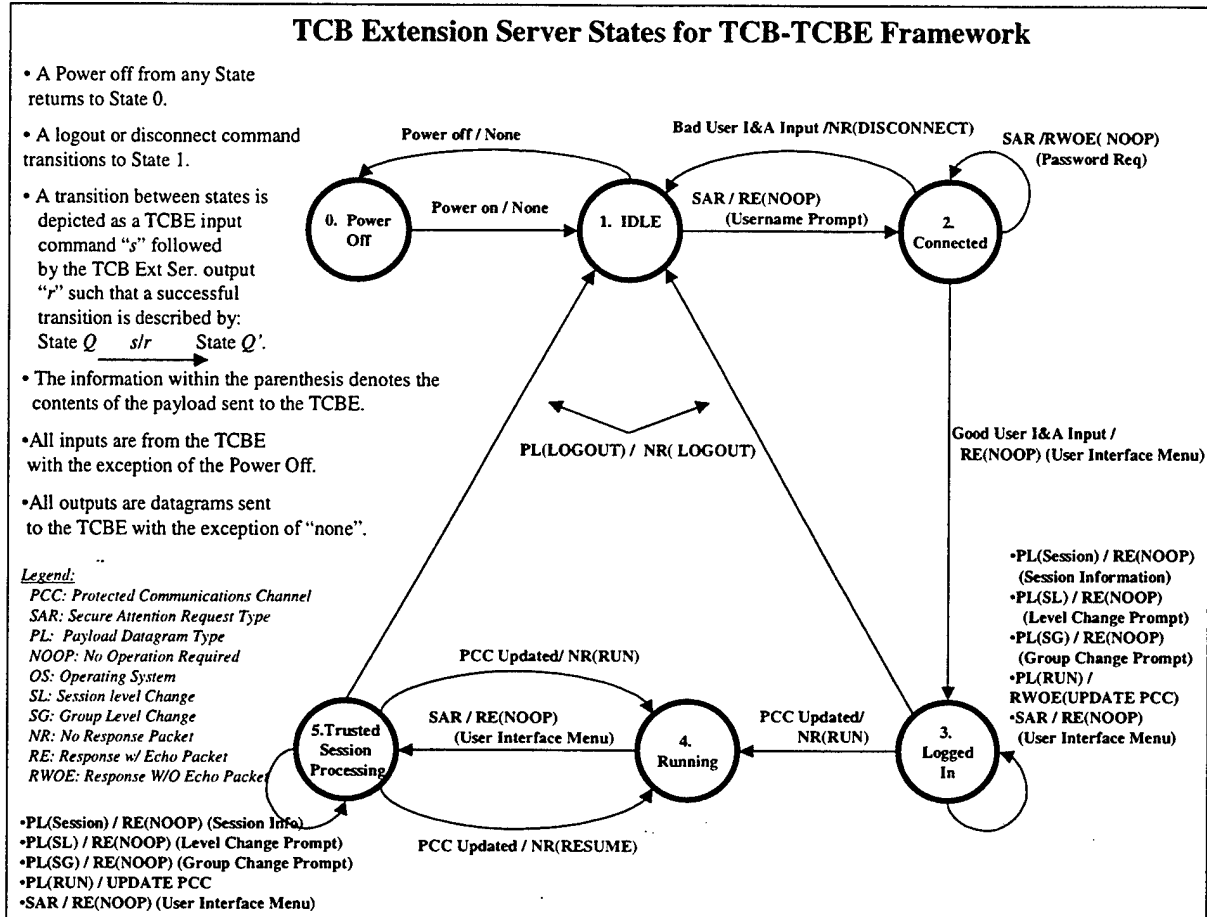 TCB Extension Server States for TCB-TCBE Framework
• A Power off from any State
returns to State 0.
• A logout or disconnect command
transitions to State 1.
• A transition between states is
depicted as a TCBE input
command "s" followed
by the TCB Ext Ser. output
"r" such that a successful
transition is described by:
State Q s/r State Q'.
• The information within the parenthesis denotes the
contents of the payload sent to the TCBE.
•All inputs are from the TCBE
with the exception of the Power Off.
•All outputs are datagrams sent
to the TCBE with the exception of "none".
Legend:
PCC: Protected Communications Channel
SAR: Secure Attention Request Type
PL: Payload Datagram Type
NOOP: No Operation Required
OS: Operating System
SL: Session level Change
SG: Group Level Change
NR: No Response Packet
RE: Response w/ Echo Packet
RWOE: Response W/O Echo Packet
•PL(Session) / RE(NOOP) (Session Info)
•PL(SL) / RE(NOOP) (Level Change Prompt)
•PL(SG) / RE(NOOP) (Group Change Prompt)
•PL(RUN) / UPDATE PCC
•SAR / RE(NOOP) (User Interface Menu)
Power off / None
Bad User I&A Input /NR(DISCONNECT)
SAR /RWOE( NOOP)
(Password Req)
0. Power
Off
Power on / None
1. IDLE
SAR / RE(NOOP)
(Username Prompt)
2.
Connected
PL(LOGOUT) / NR( LOGOUT)
Good User I&A Input /
RE(NOOP) (User Interface Menu)
•PL(Session) / RE(NOOP)
(Session Information)
•PL(SL) / RE(NOOP)
(Level Change Prompt)
•PL(SG) / RE(NOOP)
(Group Change Prompt)
•PL(RUN) /
RWOE(UPDATE PCC)
•SAR / RE(NOOP)
(User Interface Menu)
PCC Updated/ NR(RUN)
5.Trusted
Session
Processing
SAR / RE(NOOP)
(User Interface Menu)
4.
Running
PCC Updated/
NR(RUN)
3.
Logged
In
PCC Updated / NR(RESUME)